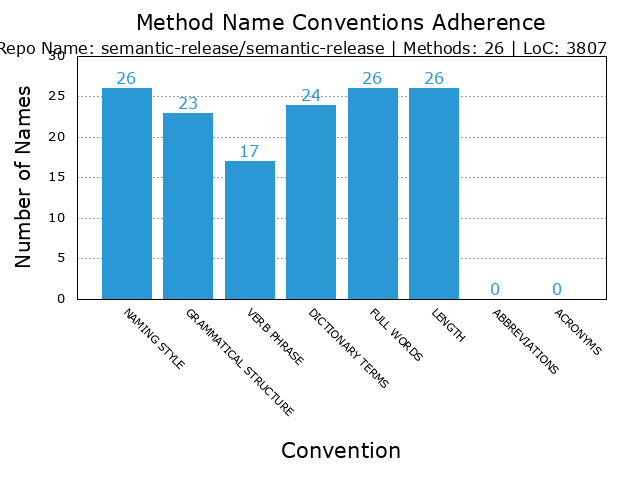 Method Name Conventions Adherence
Repo Name: semantic-release/semantic-release | Methods: 26 | LoC: 3807
Number of Names
30
25
20
15
10
5
0
26
23
17
24
26
26
0
0
NAMING STYLE
GRAMMATICAL STRUCTURE
VERB PHRASE
DICTIONARY TERMS
FULL WORDS
LENGTH
ABBREVIATIONS
ACRONYMS
Convention